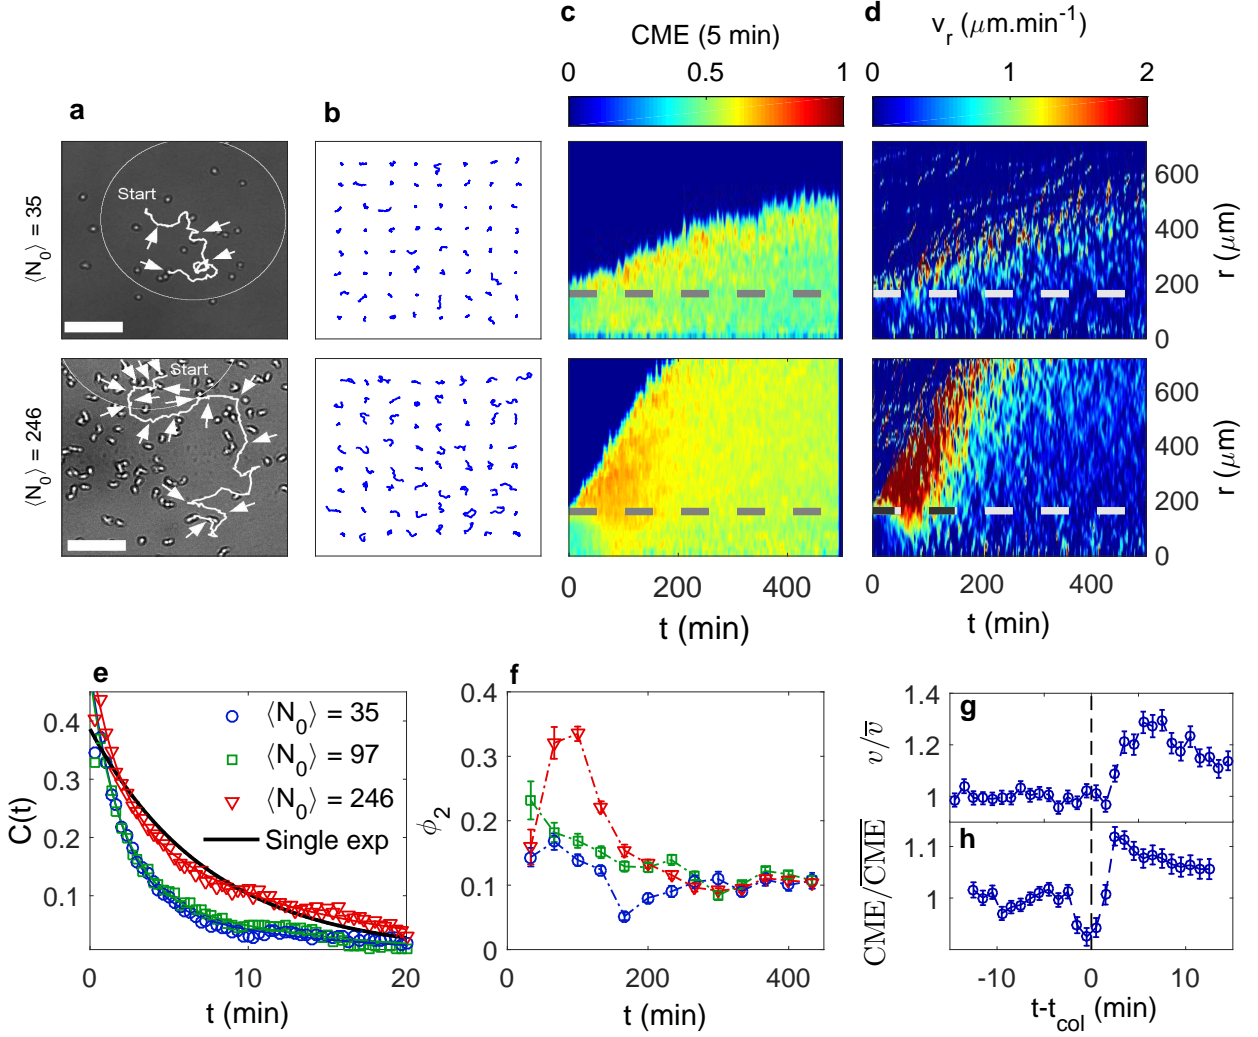 a
b
c
d
CME (5 min)
0 0.5 1
v_r (μm.min⁻¹)
0 1 2
⟨N_0⟩ = 35
Start
600
400
200
0
r (μm)
⟨N_0⟩ = 246
Start
600
400
200
0
r (μm)
0 200 400
t (min)
0 200 400
t (min)
e
0.4
0.3
0.2
0.1
C(t)
⟨N_0⟩ = 35
⟨N_0⟩ = 97
⟨N_0⟩ = 246
Single exp
0 10 20
t (min)
f
0.4
0.3
0.2
0.1
0
ϕ_2
0 200 400
t (min)
g
1.4
1.2
1
v/v̅
h
1.1
1
CME/C̅M̅E̅
-10 0 10
t-t_col (min)